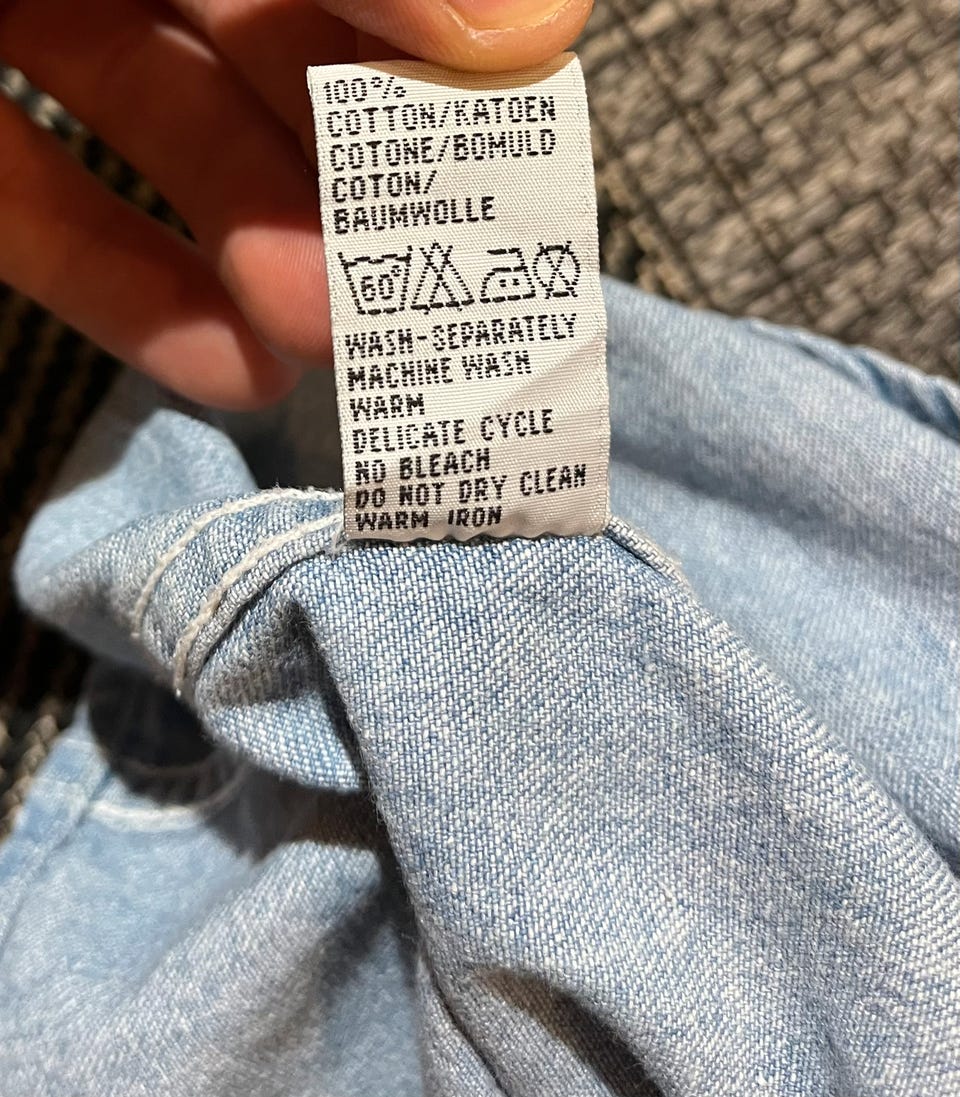 100%
COTTON/KATOEN
COTONE/BOMULD
COTON/
BAUMWOLLE
60°
WASH-SEPARATELY
MACHINE WASH
WARM
DELICATE CYCLE
NO BLEACH
DO NOT DRY CLEAN
WARM IRON